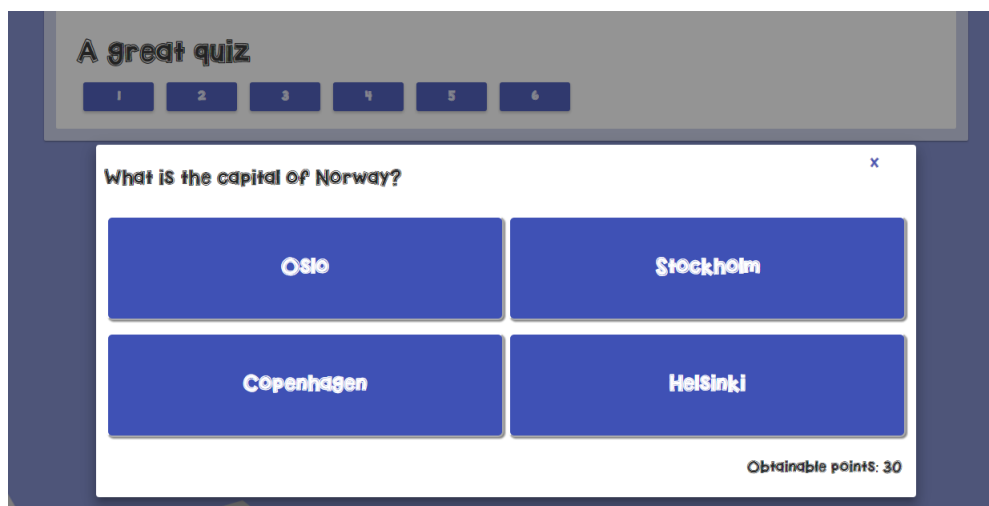 A great quiz
1 2 3 4 5 6
x
What is the capital of Norway?
Oslo Stockholm
Copenhagen Helsinki
Obtainable points: 30